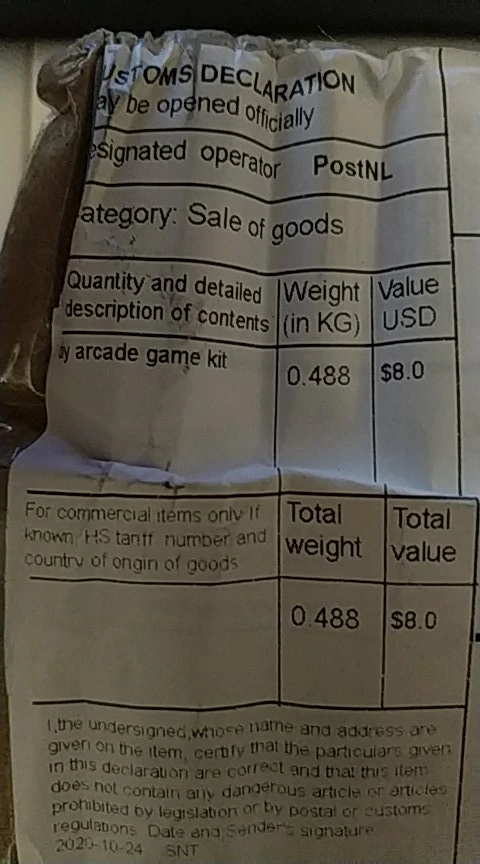 USTOMS DECLARATION
ay be opened officially
esignated operator PostNL
ategory: Sale of goods
Quantity and detailed description of contents
Weight (in KG)
Value USD
y arcade game kit
0.488
$8.0
For commercial items only If
known, HS tariff number and
country of origin of goods
Total weight
Total value
0.488
$8.0
I,the undersigned,whose name and address are
given on the item, certify that the particulars given
in this declaration are correct and that this item
does not contain any dangerous article or articles
prohibited by legislation or by postal or customs
regulations Date and Sender's signature
2020-10-24 SNT